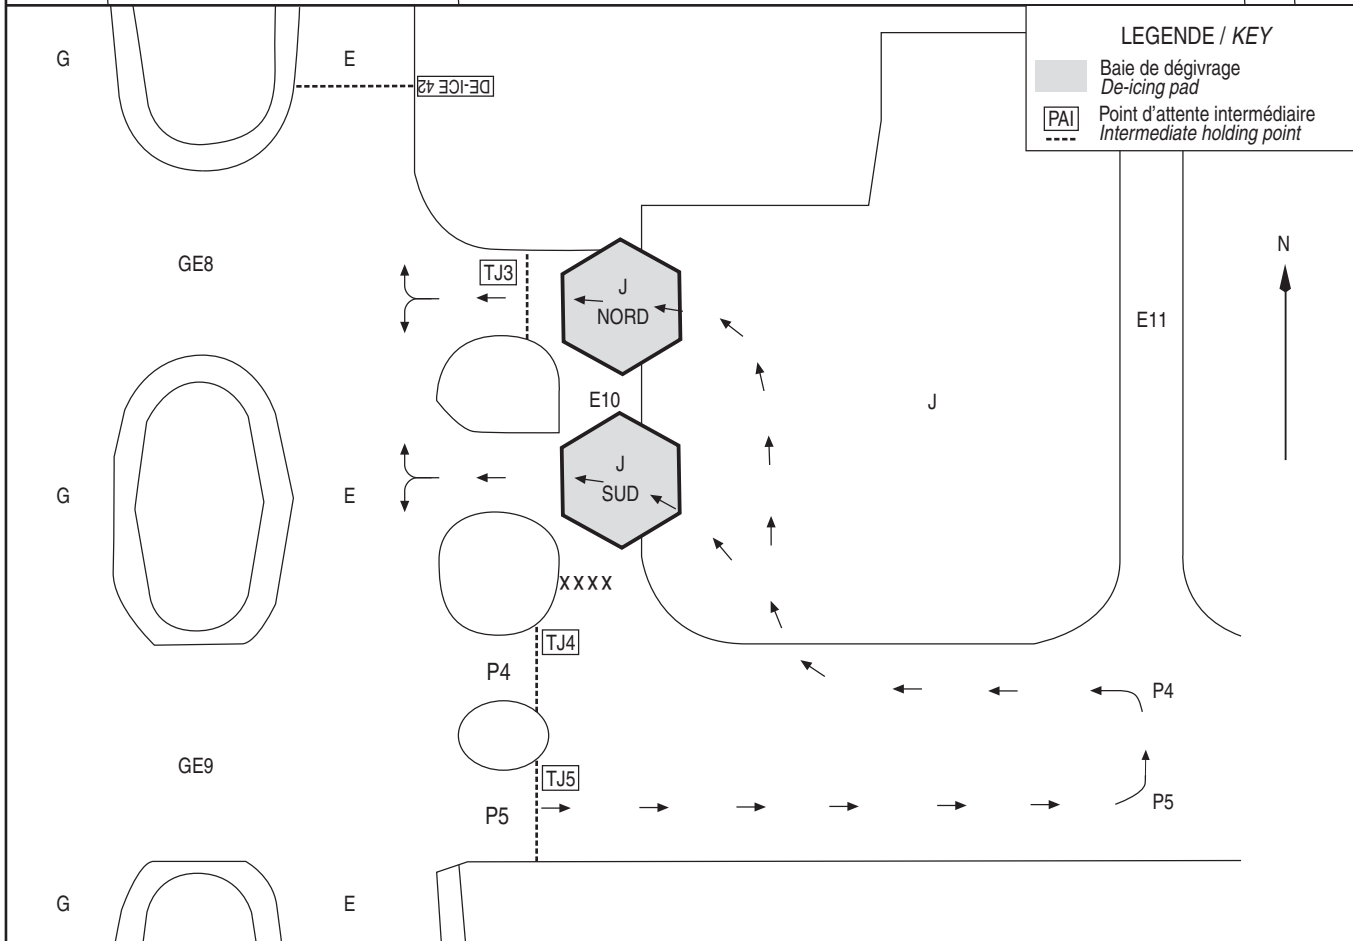 LEGENDE / KEY
Baie de dégivrage
De-icing pad
PAI
Point d'attente intermédiaire
Intermediate holding point
G
E
DE-ICE 42
GE8
TJ3
J
NORD
N
E11
E10
J
J
SUD
G
E
XXXX
TJ4
P4
P4
GE9
TJ5
P5
P5
G
E